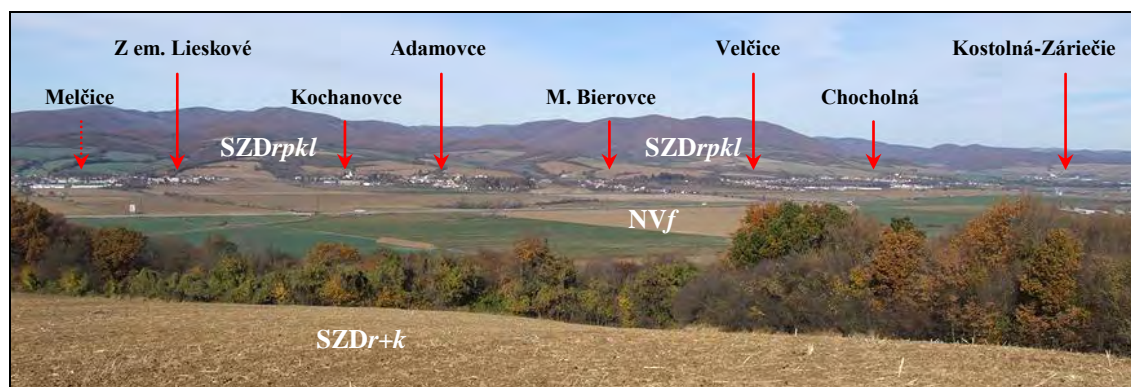 Z em. Lieskové Adamovce Velčice Kostolná-Záriečie
Melčice Kochanovce M. Bierovce Chocholná
SZDrpkl SZDrpkl
NVf
SZDr+k